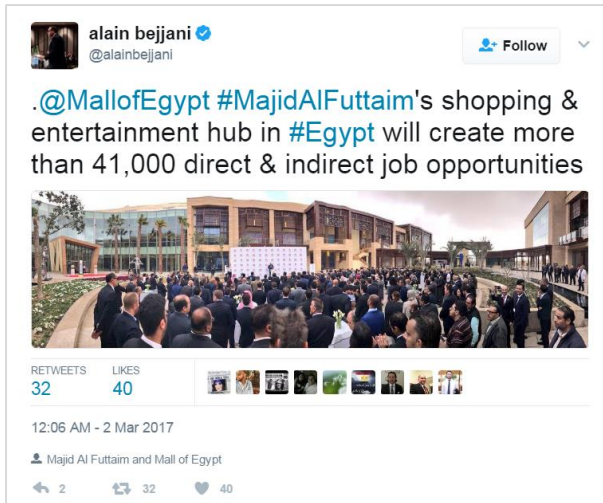 alain bejjani
@alainbejjani
Follow
.@MallofEgypt #MajidAlFuttaim's shopping &
entertainment hub in #Egypt will create more
than 41,000 direct & indirect job opportunities
RETWEETS LIKES
32 40
12:06 AM - 2 Mar 2017
Majid Al Futtaim and Mall of Egypt
2 32 40